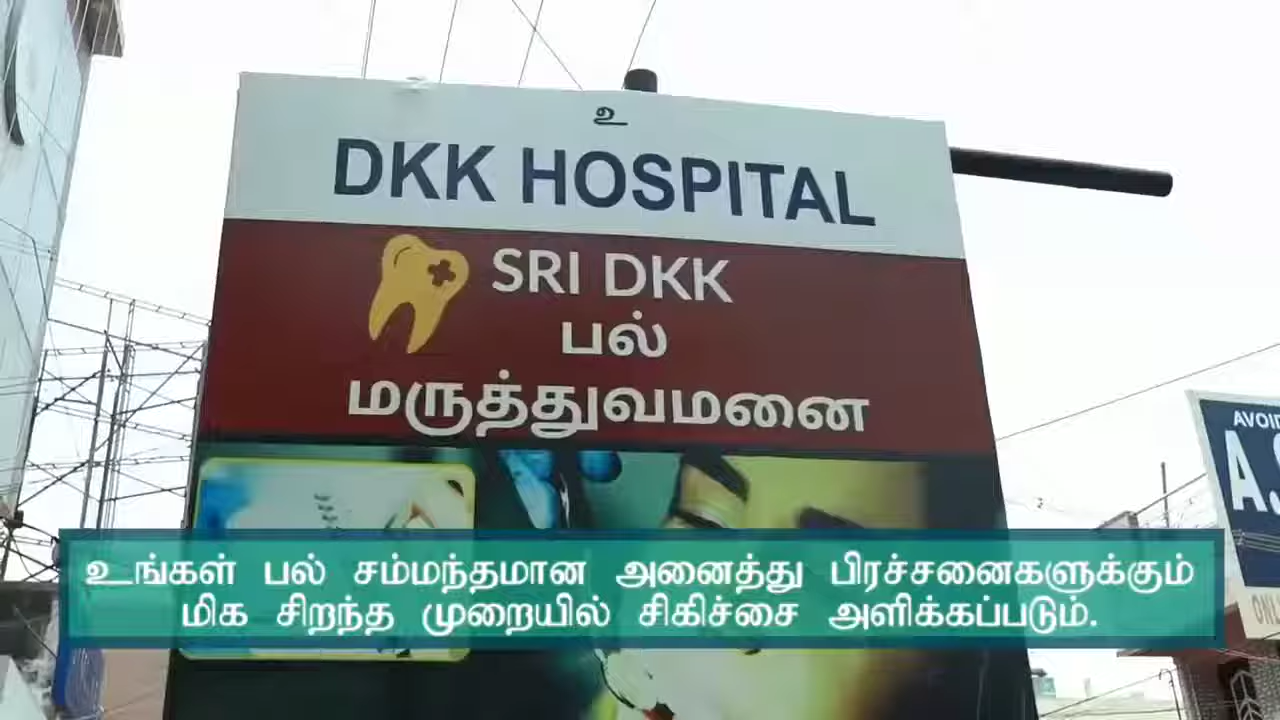 உ
DKK HOSPITAL
SRI DKK
பல்
மருத்துவமனை
AVOID
A.
உங்கள் பல் சம்மந்தமான அனைத்து பிரச்சனைகளுக்கும்
மிக சிறந்த முறையில் சிகிச்சை அளிக்கப்படும்.